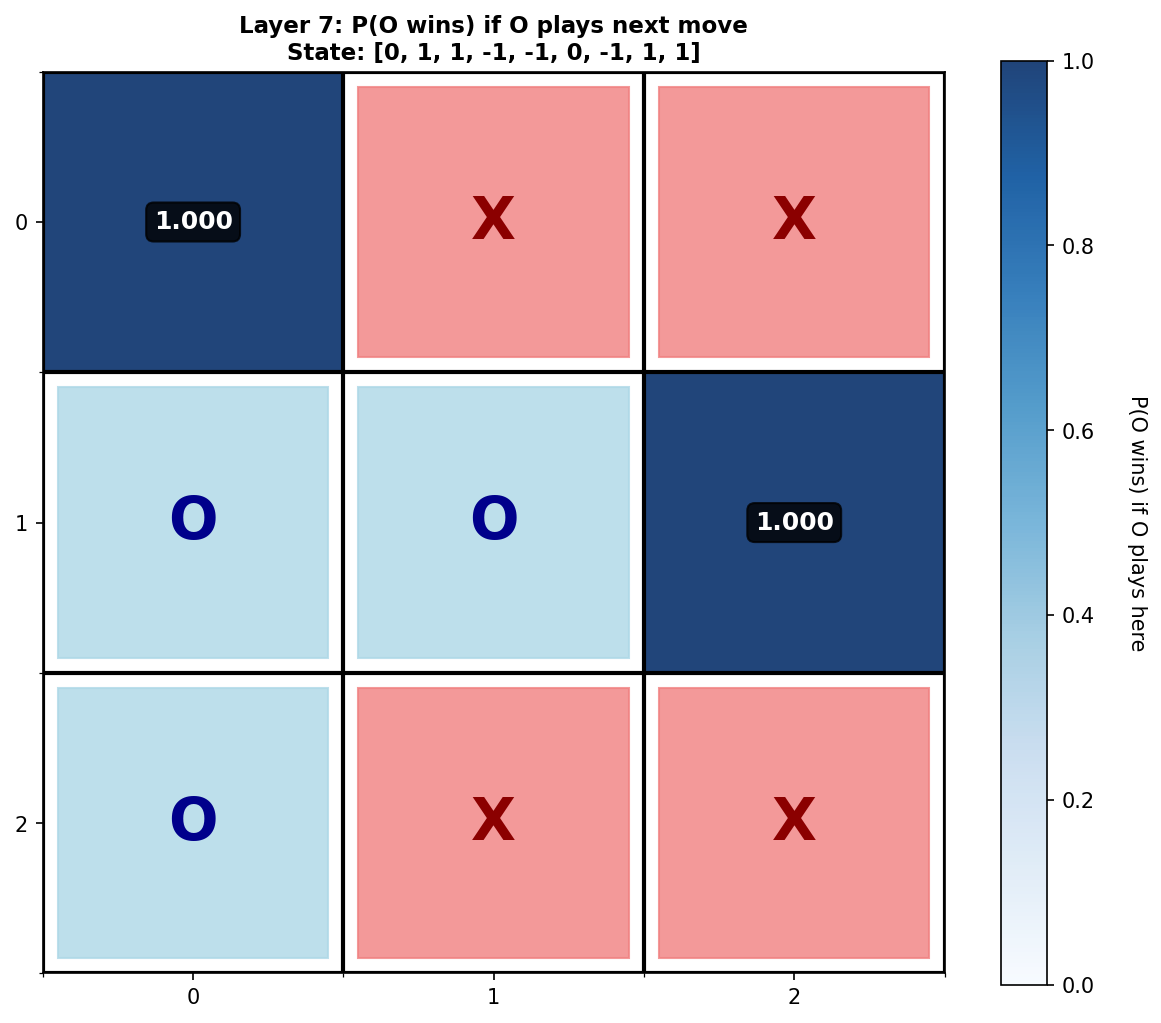 Layer 7: P(O wins) if O plays next move
State: [0, 1, 1, -1, -1, 0, -1, 1, 1]
0
1.000
X
X
1
O
O
1.000
2
O
X
X
0
1
2
1.0
0.8
0.6
0.4
0.2
0.0
P(O wins) if O plays here